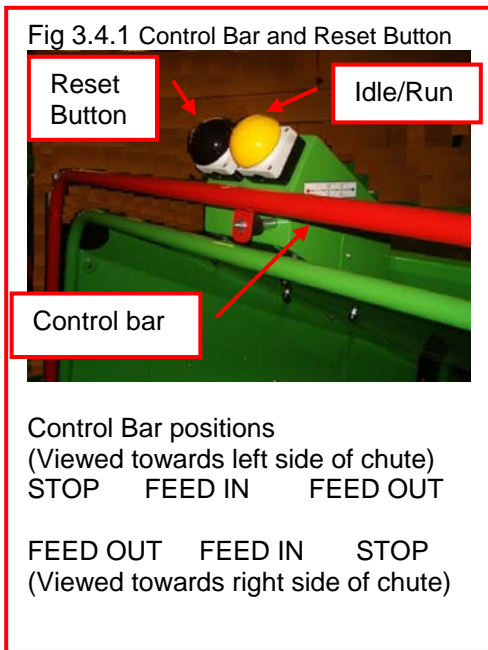 Fig 3.4.1 Control Bar and Reset Button
Reset
Button
Idle/Run
Control bar
Control Bar positions
(Viewed towards left side of chute)
STOP FEED IN FEED OUT
FEED OUT FEED IN STOP
(Viewed towards right side of chute)